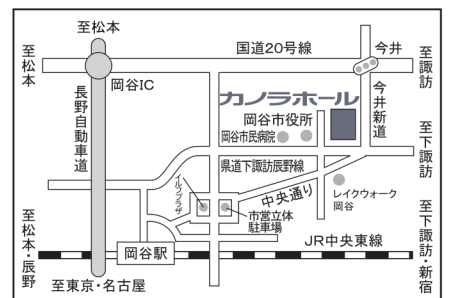 至松本
国道20号線
今井
至松本
岡谷IC
至諏訪
長野自動車道
カノラホール
岡谷市役所
岡谷市民病院
今井新道
至下諏訪
県道下諏訪辰野線
イルフプラザ
中央通り
レイクウォーク
岡谷
市営立体
駐車場
至松本・辰野
岡谷駅
JR中央東線
至下諏訪・新宿
至東京・名古屋